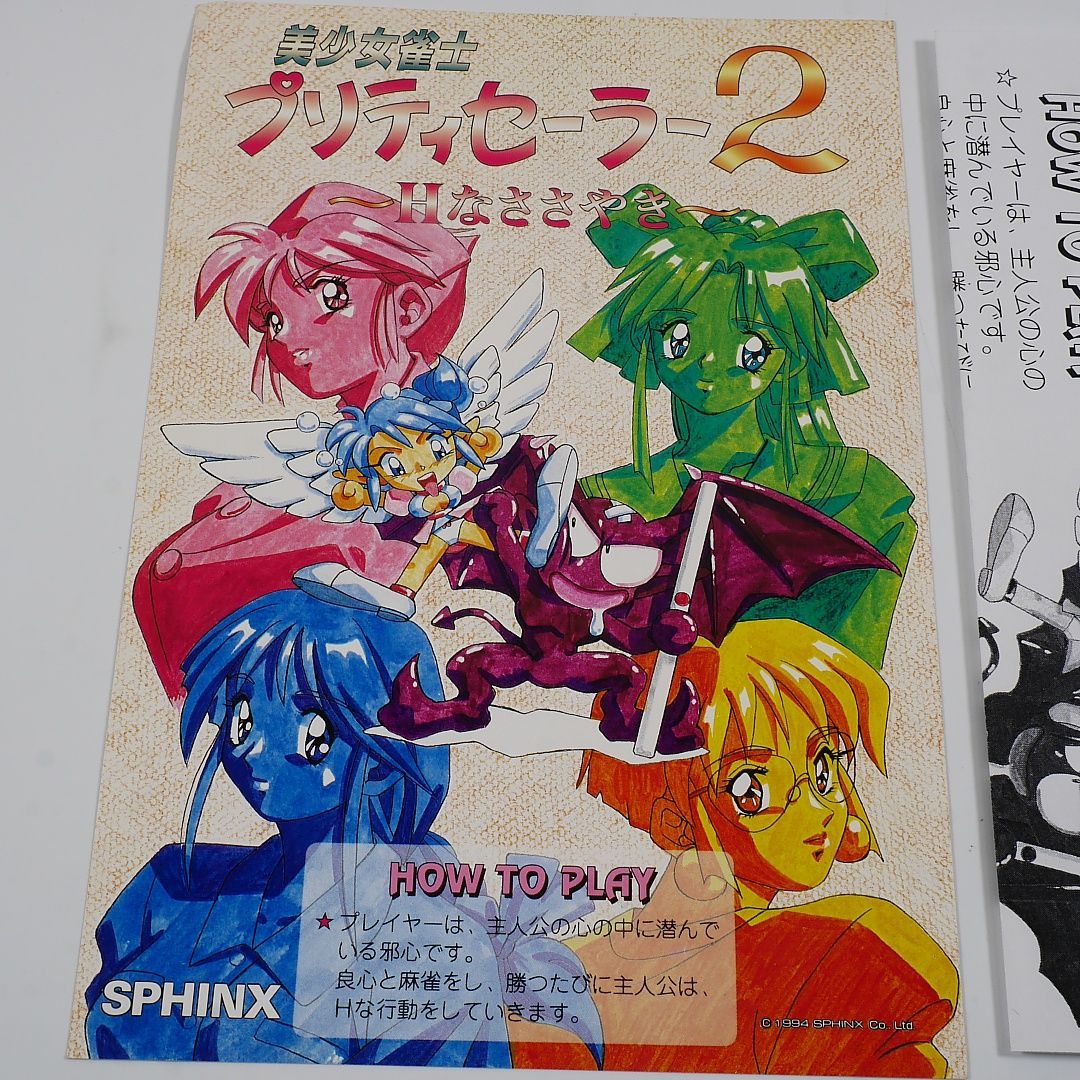 美少女雀士
プリティセーラー2
～Hなささやき～
HOW TO PLAY
★プレイヤーは、主人公の心の中に潜んで
いる邪心です。
良心と麻雀をし、勝つたびに主人公は、
Hな行動をしていきます。
SPHINX
© 1994 SPHINX Co., Ltd.
HOW TO PLAY
☆プレイヤーは、主人公の心の
中に潜んでいる邪心です。